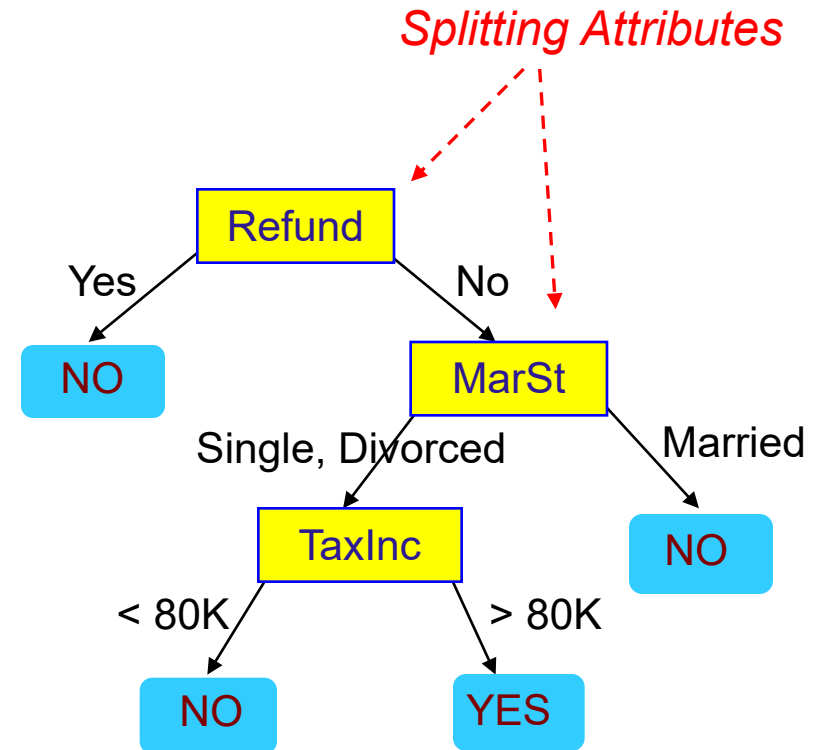 Splitting Attributes
Refund
Yes
No
NO
MarSt
Single, Divorced
Married
TaxInc
NO
< 80K
> 80K
NO
YES